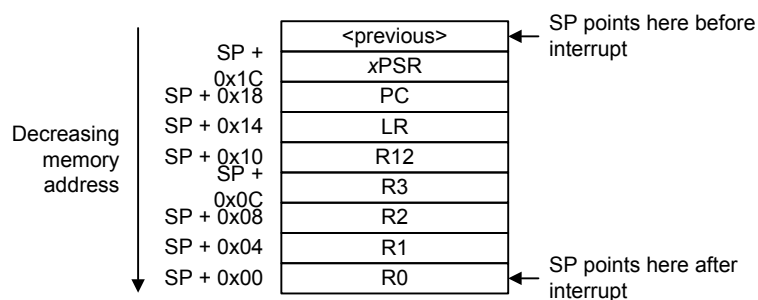 <previous>
SP points here before
interrupt
SP +
0x1C
xPSR
SP + 0x18
PC
SP + 0x14
LR
Decreasing
memory
address
SP + 0x10
R12
SP +
0x0C
R3
SP + 0x08
R2
SP + 0x04
R1
SP + 0x00
R0
SP points here after
interrupt